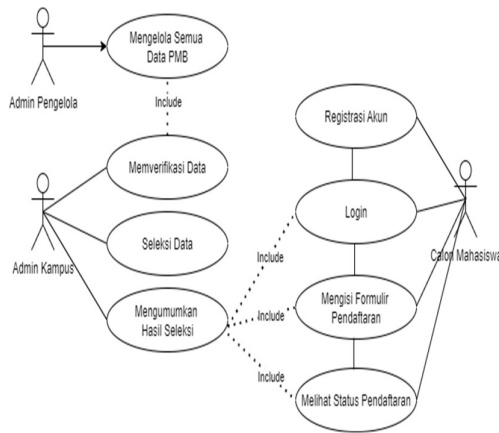 Mengelola Semua
Data PMB
Admin Pengelola
Include
Registrasi Akun
Memverifikasi Data
Login
Admin Kampus
Seleksi Data
Include
Calon Mahasiswa
Mengumumkan
Hasil Seleksi
Include
Mengisi Formulir
Pendaftaran
Include
Melihat Status Pendaftaran